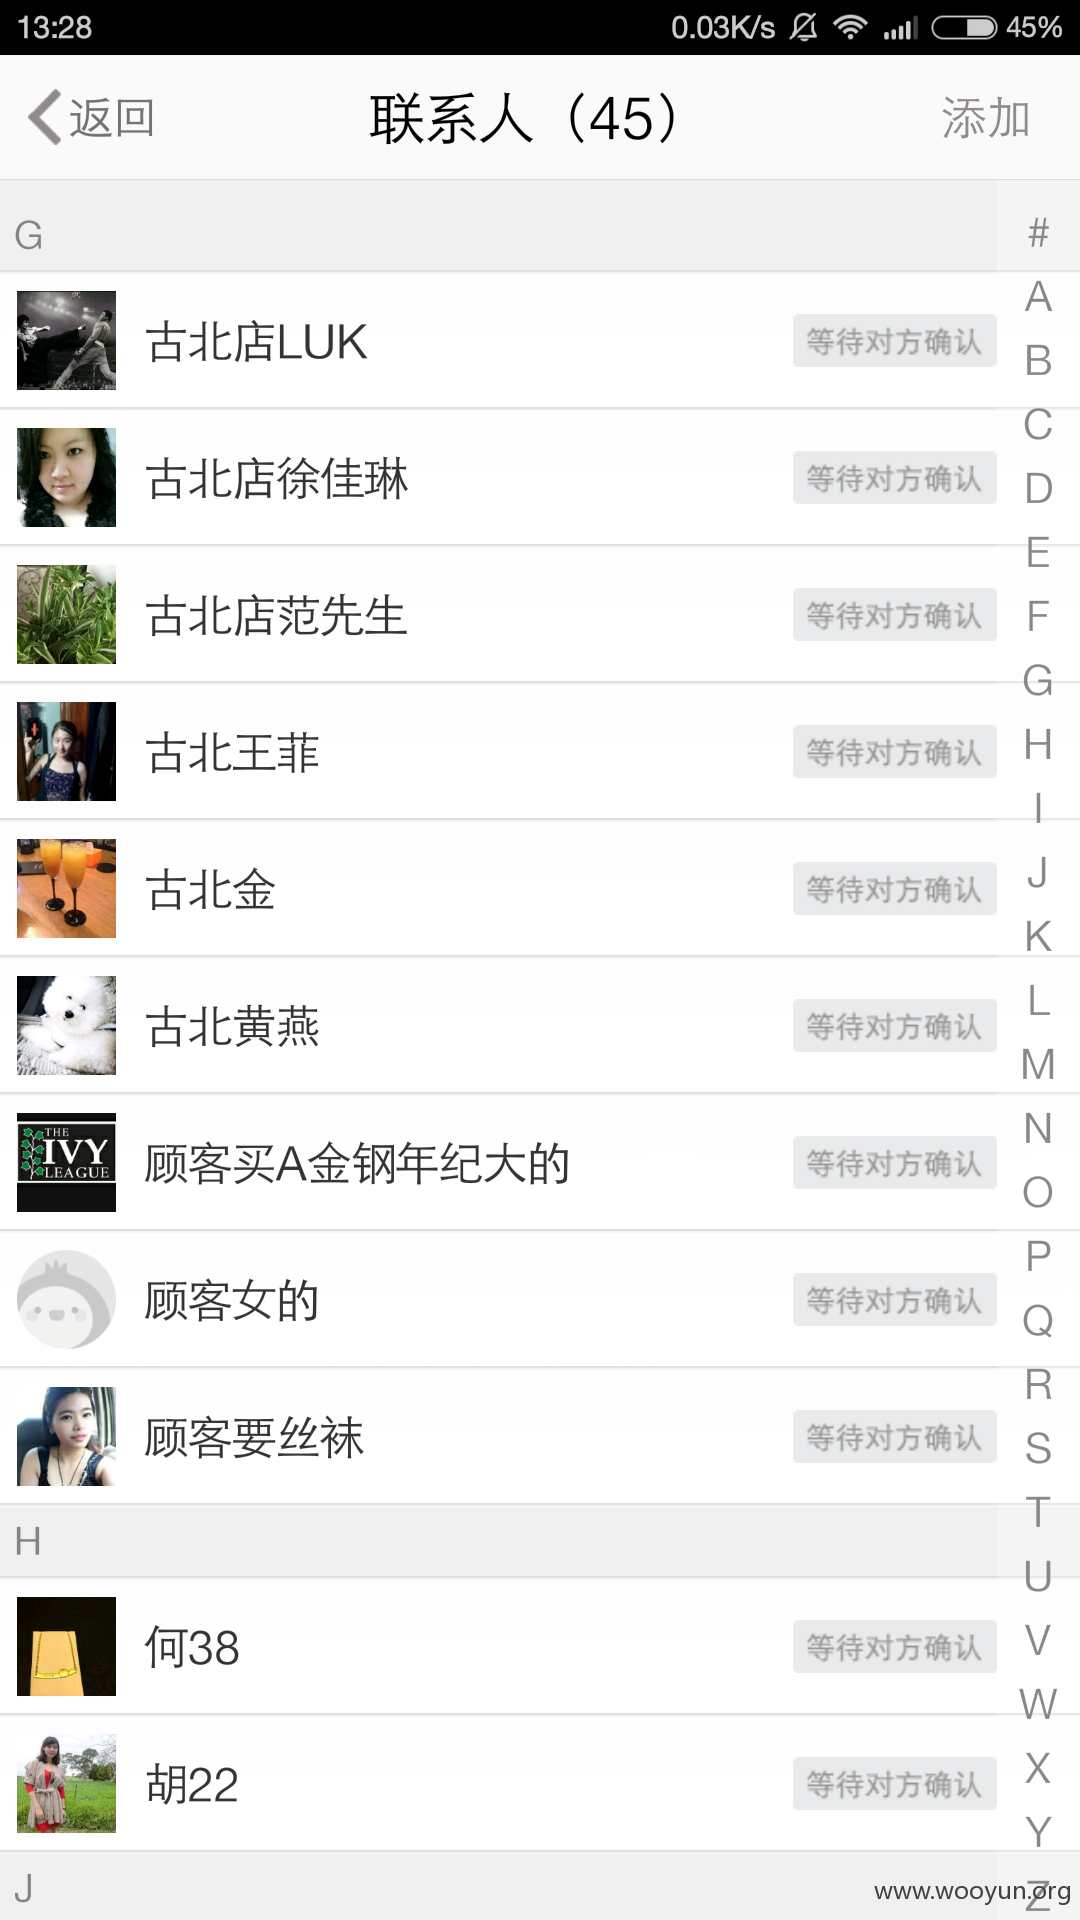 13:28 0.03K/s 45%
返回 联系人（45） 添加
G
古北店LUK 等待对方确认
古北店徐佳琳 等待对方确认
古北店范先生 等待对方确认
古北王菲 等待对方确认
古北金 等待对方确认
古北黄燕 等待对方确认
THE
IVY
LEAGUE
顾客买A金钢年纪大的 等待对方确认
顾客女的 等待对方确认
顾客要丝袜 等待对方确认
H
何38 等待对方确认
胡22 等待对方确认
J
#
A
B
C
D
E
F
G
H
I
J
K
L
M
N
O
P
Q
R
S
T
U
V
W
X
Y
Z
www.wooyun.org